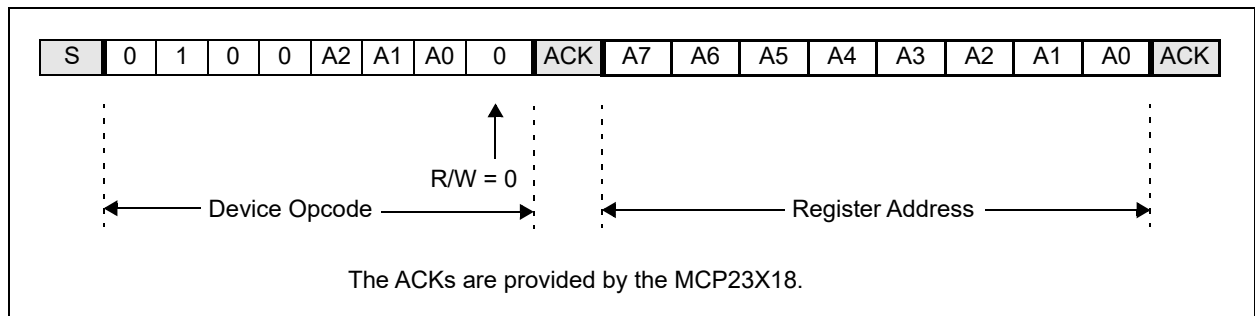 S 0 1 0 0 A2 A1 A0 0 ACK A7 A6 A5 A4 A3 A2 A1 A0 ACK
R/W = 0
Device Opcode Register Address
The ACKs are provided by the MCP23X18.